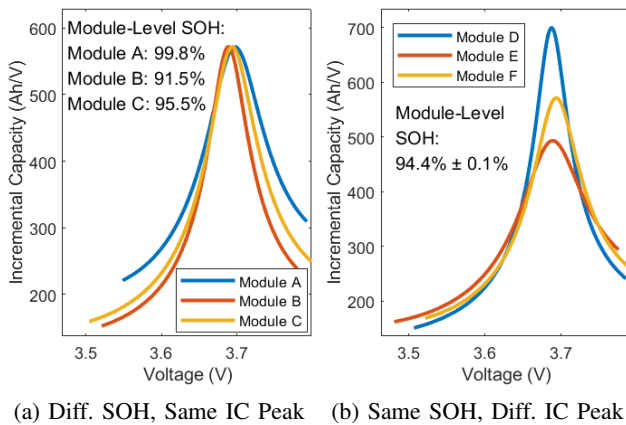 600
500
400
300
200
Incremental Capacity (Ah/V)
Module-Level SOH:
Module A: 99.8%
Module B: 91.5%
Module C: 95.5%
Module A
Module B
Module C
3.5 3.6 3.7
Voltage (V)
(a) Diff. SOH, Same IC Peak
700
600
500
400
300
200
Incremental Capacity (Ah/V)
Module D
Module E
Module F
Module-Level
SOH:
94.4% ± 0.1%
3.5 3.6 3.7
Voltage (V)
(b) Same SOH, Diff. IC Peak